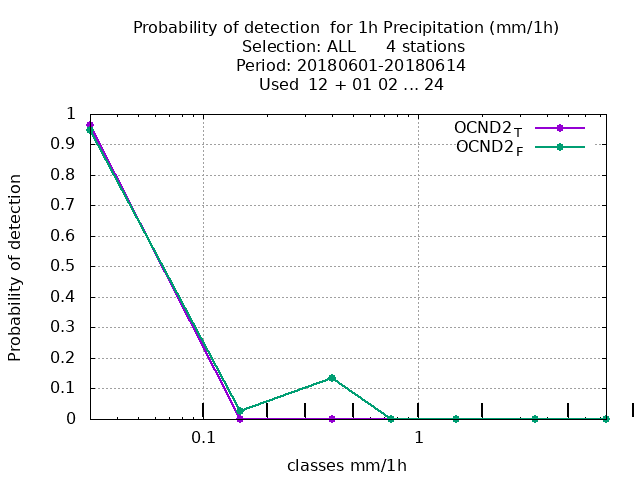 Probability of detection  for 1h Precipitation (mm/1h)
Selection: ALL      4 stations
Period: 20180601-20180614
Used  12 + 01 02 ... 24
OCND2T
OCND2F
1
0.9
0.8
0.7
0.6
0.5
0.4
0.3
0.2
0.1
0
Probability of detection
0.1
1
classes mm/1h